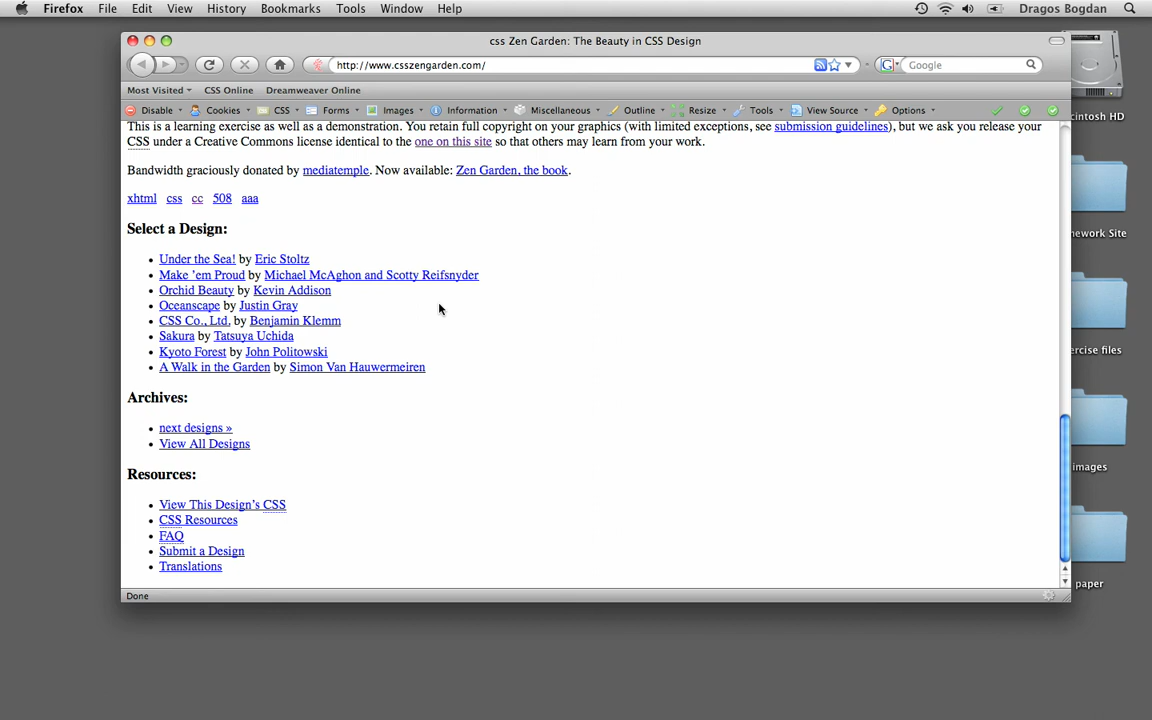 Firefox File Edit View History Bookmarks Tools Window Help Dragos Bogdan
css Zen Garden: The Beauty in CSS Design
http://www.csszengarden.com/ Google
Most Visited CSS Online Dreamweaver Online
Disable Cookies CSS Forms Images Information Miscellaneous Outline Resize Tools View Source Options
This is a learning exercise as well as a demonstration. You retain full copyright on your graphics (with limited exceptions, see submission guidelines), but we ask you release your
CSS under a Creative Commons license identical to the one on this site so that others may learn from your work.
Bandwidth graciously donated by mediatemple. Now available: Zen Garden, the book.
xhtml css cc 508 aaa
Select a Design:
• Under the Sea! by Eric Stoltz
• Make ’em Proud by Michael McAghon and Scotty Reifsnyder
• Orchid Beauty by Kevin Addison
• Oceanscape by Justin Gray
• CSS Co., Ltd. by Benjamin Klemm
• Sakura by Tatsuya Uchida
• Kyoto Forest by John Politowski
• A Walk in the Garden by Simon Van Hauwermeiren
Archives:
• next designs »
• View All Designs
Resources:
• View This Design’s CSS
• CSS Resources
• FAQ
• Submit a Design
• Translations
Done
cintosh HD
nework Site
ercise files
images
paper